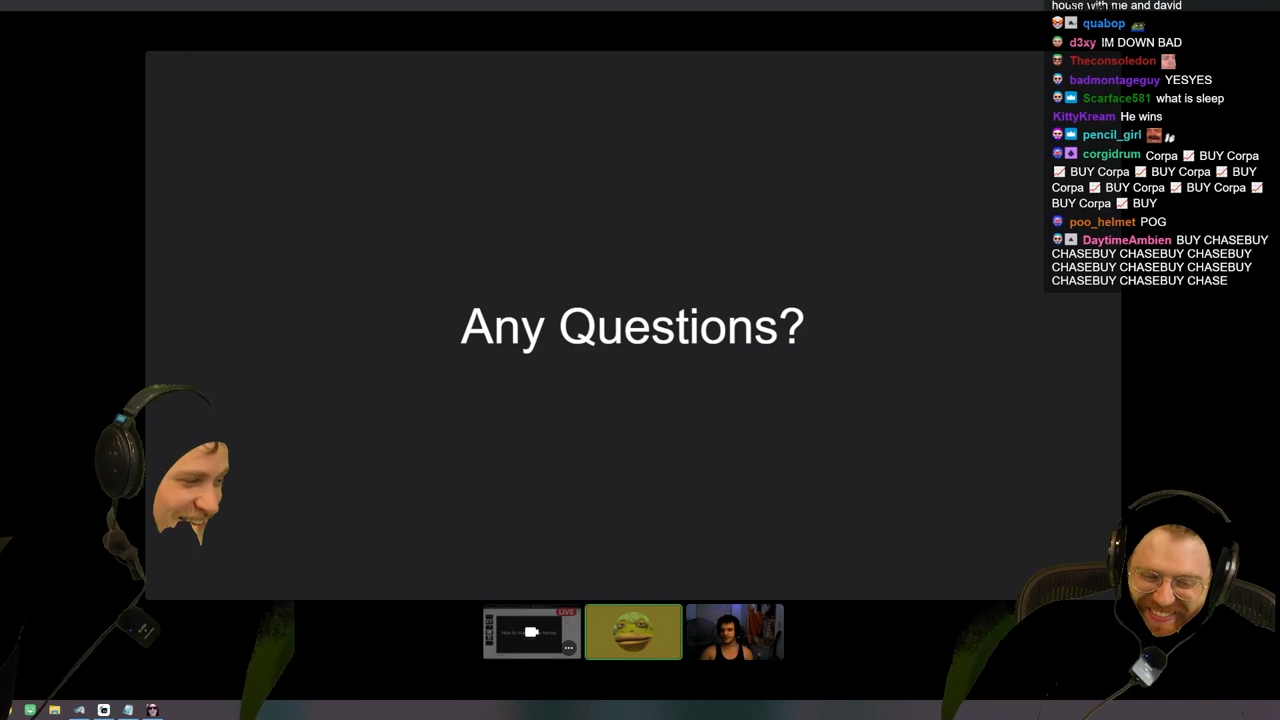 house with me and david
quabop
d3xy IM DOWN BAD
Theconsoledon
badmontageguy YESYES
Scarface581 what is sleep
KittyKream He wins
pencil_girl
corgidrum Corpa 📈 BUY Corpa
📈 BUY Corpa 📈 BUY Corpa 📈 BUY
Corpa 📈 BUY Corpa 📈 BUY Corpa 📈
BUY Corpa 📈 BUY
poo_helmet POG
DaytimeAmbien BUY CHASEBUY
CHASEBUY CHASEBUY CHASEBUY
CHASEBUY CHASEBUY CHASEBUY
CHASEBUY CHASEBUY CHASE
Any Questions?
LIVE